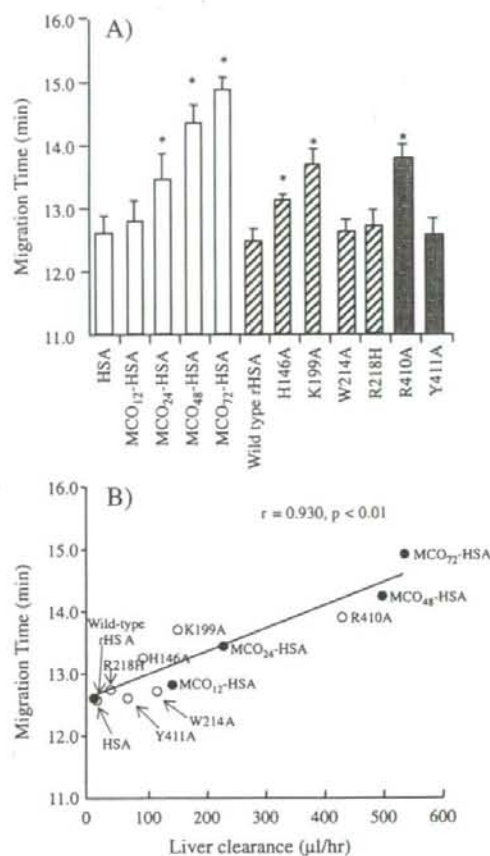 A)
Migration Time (min)
16.0
15.0
14.0
13.0
12.0
11.0
* * * * * *
HSA
MCO12-HSA
MCO24-HSA
MCO48-HSA
MCO72-HSA
Wild type rHSA
H146A
K199A
W214A
R218H
R410A
Y411A
B)
r = 0.930, p < 0.01
Migration Time (min)
16.0
15.0
14.0
13.0
12.0
11.0
MCO72-HSA
MCO48-HSA
R410A
K199A
Wild-type
rHSA
MCO24-HSA
H146A
R218H
MCO12-HSA
W214A
Y411A
HSA
0 100 200 300 400 500 600
Liver clearance (µl/hr)